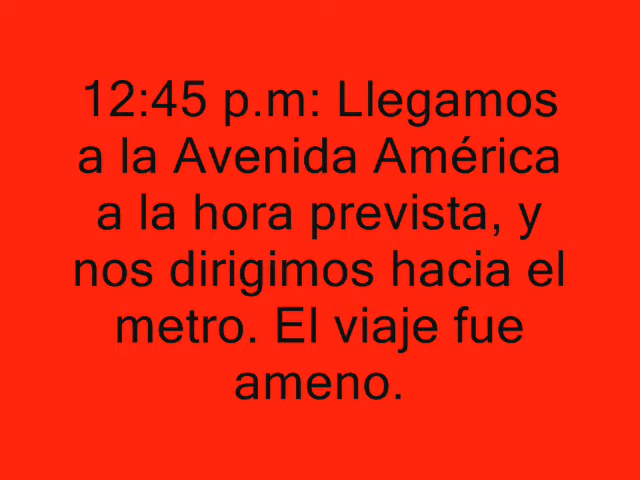 12:45 p.m: Llegamos
a la Avenida América
a la hora prevista, y
nos dirigimos hacia el
metro. El viaje fue
ameno.